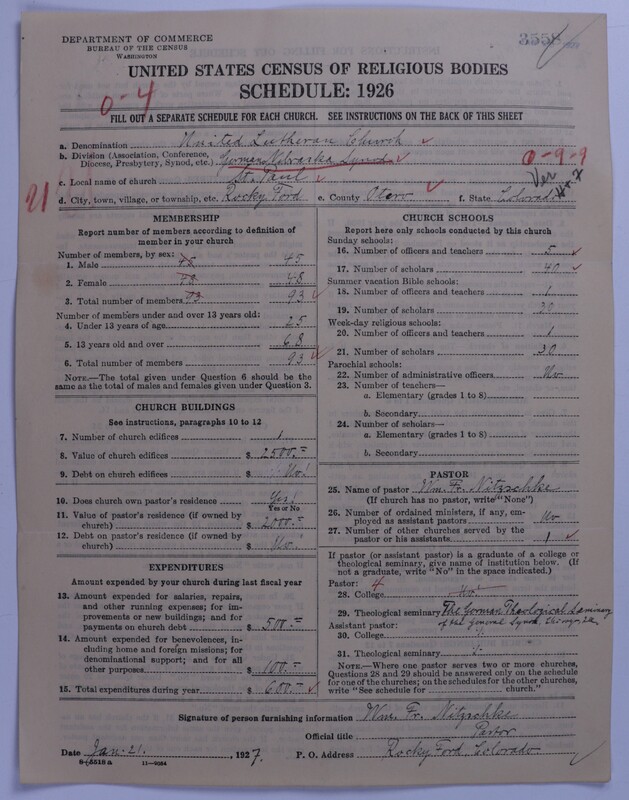 DEPARTMENT OF COMMERCE
BUREAU OF THE CENSUS
WASHINGTON
3558
UNITED STATES CENSUS OF RELIGIOUS BODIES
SCHEDULE: 1926
0-4
FILL OUT A SEPARATE SCHEDULE FOR EACH CHURCH. SEE INSTRUCTIONS ON THE BACK OF THIS SHEET
a. Denomination United Lutheran Church
b. Division (Association, Conference, Diocese, Presbytery, Synod, etc.) German Nebraska Synod
0-9-9
21
c. Local name of church St. Paul
d. City, town, village, or township, etc. Rocky Ford e. County Otero f. State Colorado
Ver
MEMBERSHIP
Report number of members according to definition of member in your church
Number of members, by sex:
1. Male 45
2. Female 48
3. Total number of members 93
Number of members under and over 13 years old:
4. Under 13 years of age 25
5. 13 years old and over 68
6. Total number of members 93
NOTE.—The total given under Question 6 should be the same as the total of males and females given under Question 3.
CHURCH BUILDINGS
See instructions, paragraphs 10 to 12
7. Number of church edifices 1
8. Value of church edifices $ 2500.—
9. Debt on church edifices $ No!
10. Does church own pastor's residence Yes!
Yes or No
11. Value of pastor's residence (if owned by church) $ 2000.—
12. Debt on pastor's residence (if owned by church) $ No!
EXPENDITURES
Amount expended by your church during last fiscal year
13. Amount expended for salaries, repairs, and other running expenses; for improvements or new buildings; and for payments on church debt $ 500.—
14. Amount expended for benevolences, including home and foreign missions; for denominational support; and for all other purposes $ 100.—
15. Total expenditures during year $ 600.—
CHURCH SCHOOLS
Report here only schools conducted by this church
Sunday schools:
16. Number of officers and teachers 5
17. Number of scholars 40
Summer vacation Bible schools:
18. Number of officers and teachers 1
19. Number of scholars 20
Week-day religious schools:
20. Number of officers and teachers 1
21. Number of scholars 20
Parochial schools:
22. Number of administrative officers No
23. Number of teachers—
a. Elementary (grades 1 to 8)
b. Secondary
24. Number of scholars—
a. Elementary (grades 1 to 8)
b. Secondary
PASTOR
25. Name of pastor Wm. Fr. Nitzschke
(If church has no pastor, write "None")
26. Number of ordained ministers, if any, employed as assistant pastors No
27. Number of other churches served by the pastor or his assistants 1
If pastor (or assistant pastor) is a graduate of a college or theological seminary, give name of institution below. (If not a graduate, write "No" in the space indicated.)
Pastor: 4
28. College No!
29. Theological seminary The German Theological Seminary
of the General Synod, Chicago, Ill.
Assistant pastor:
30. College
31. Theological seminary
NOTE.—Where one pastor serves two or more churches, Questions 28 and 29 should be answered only on the schedule for one of the churches; on the schedules for the other churches, write "See schedule for church."
Signature of person furnishing information Wm. Fr. Nitzschke
Official title Pastor
Date Jan. 21., 1927. P. O. Address Rocky Ford, Colorado
8-5518 a 11-9064